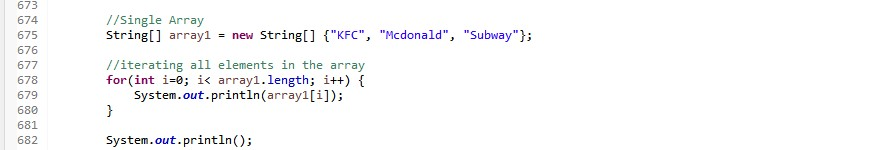 673
674 //Single Array
675 String[] array1 = new String[] {"KFC", "Mcdonald", "Subway"};
676
677 //iterating all elements in the array
678 for(int i=0; i< array1.length; i++) {
679 System.out.println(array1[i]);
680 }
681
682 System.out.println();